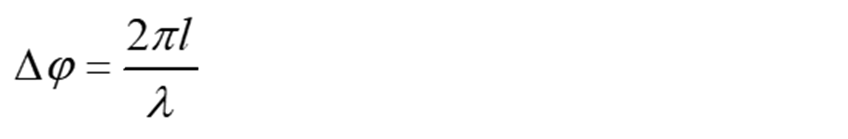 Δφ = 2πl / λ